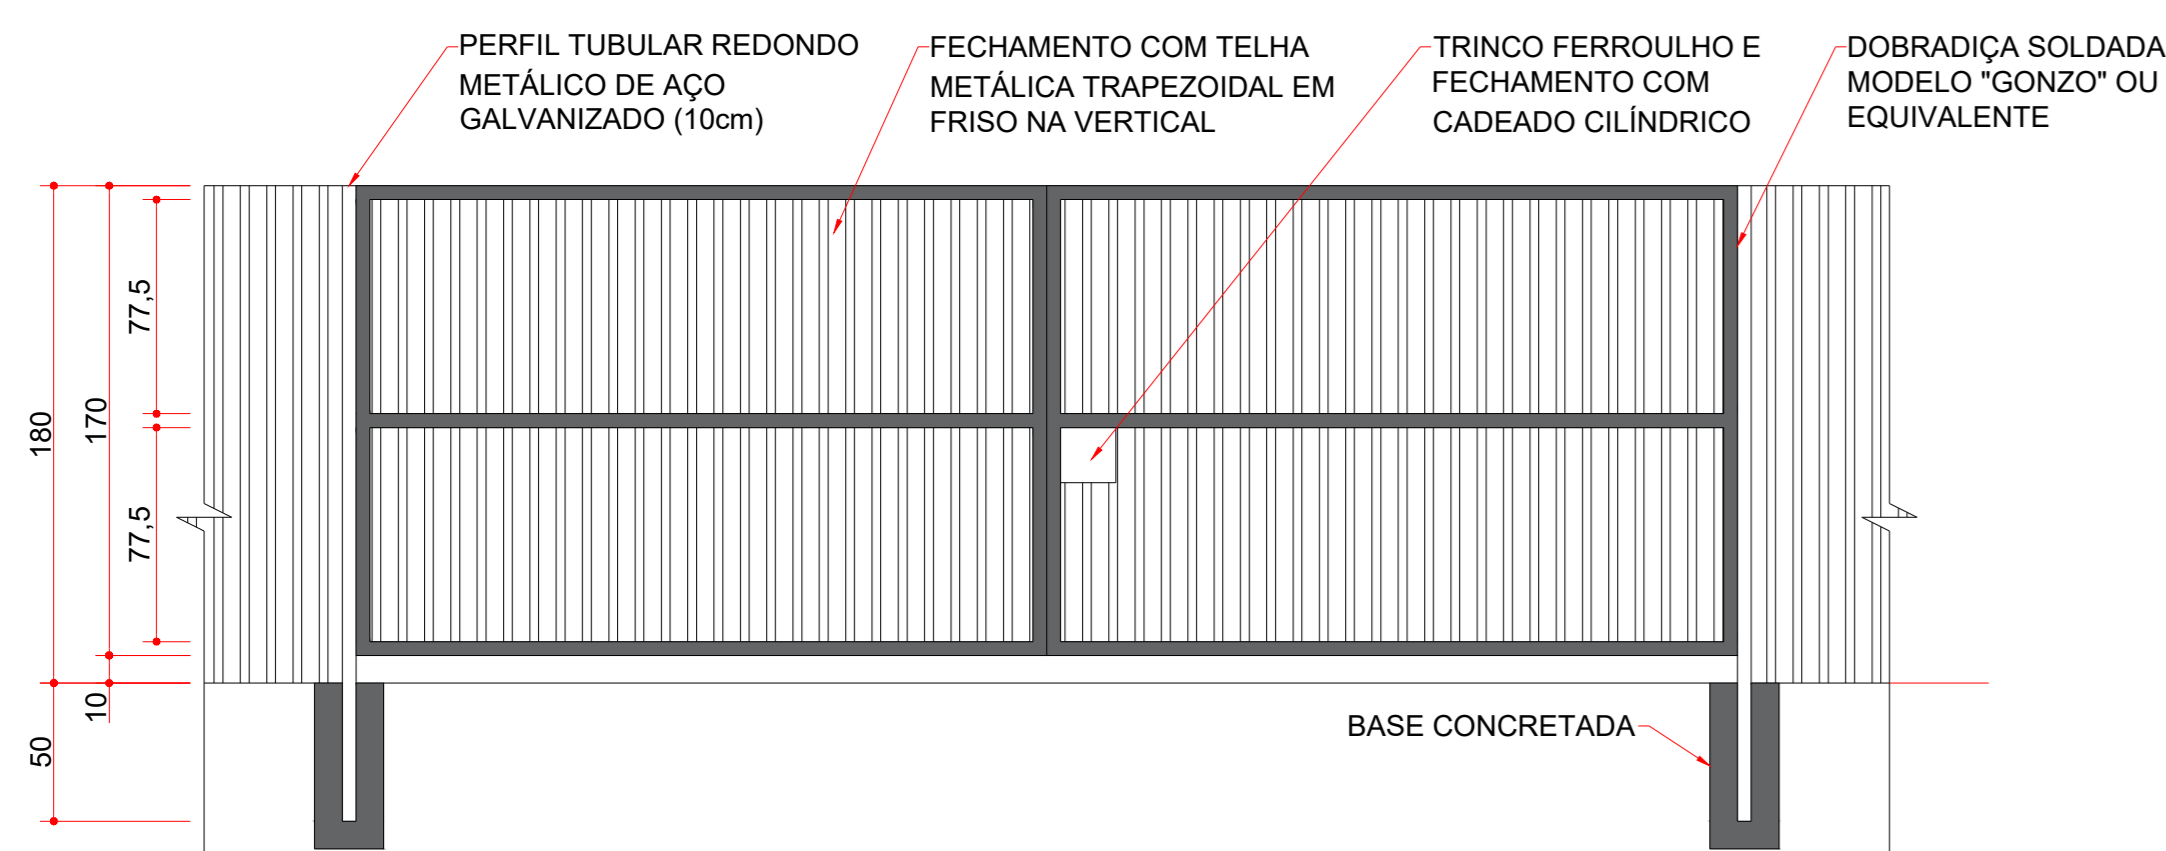 PERFIL TUBULAR REDONDO
METÁLICO DE AÇO
GALVANIZADO (10cm)
FECHAMENTO COM TELHA
METÁLICA TRAPEZOIDAL EM
FRISO NA VERTICAL
TRINCO FERROULHO E
FECHAMENTO COM
CADEADO CILÍNDRICO
DOBRADIÇA SOLDADA
MODELO "GONZO" OU
EQUIVALENTE
77,5
180
170
77,5
10
50
BASE CONCRETADA